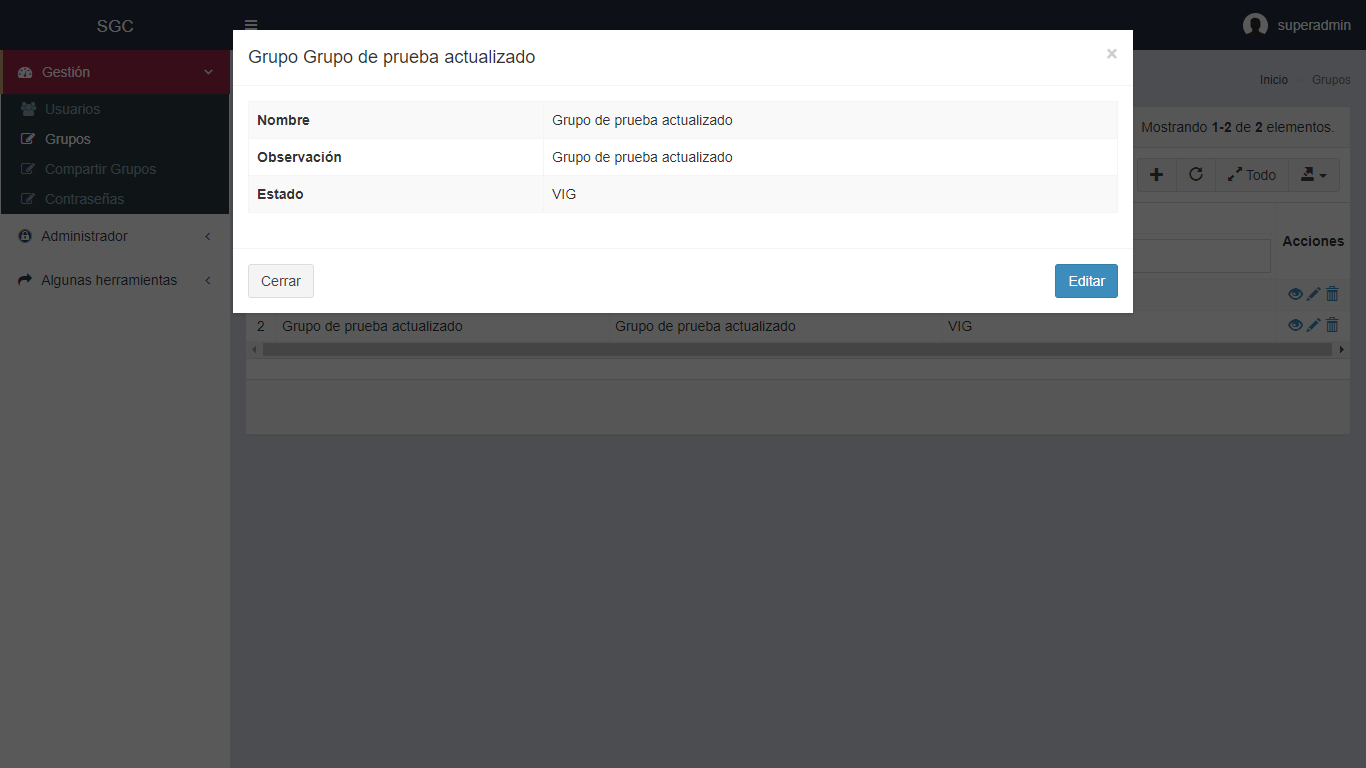 SGC
superadmin
Grupo Grupo de prueba actualizado
×
Gestión
Inicio Grupos
Usuarios
Nombre Grupo de prueba actualizado
Mostrando 1-2 de 2 elementos.
Grupos
Observación Grupo de prueba actualizado
Compartir Grupos
Todo
Estado VIG
Contraseñas
Administrador
Acciones
Algunas herramientas
Cerrar
Editar
2 Grupo de prueba actualizado Grupo de prueba actualizado VIG